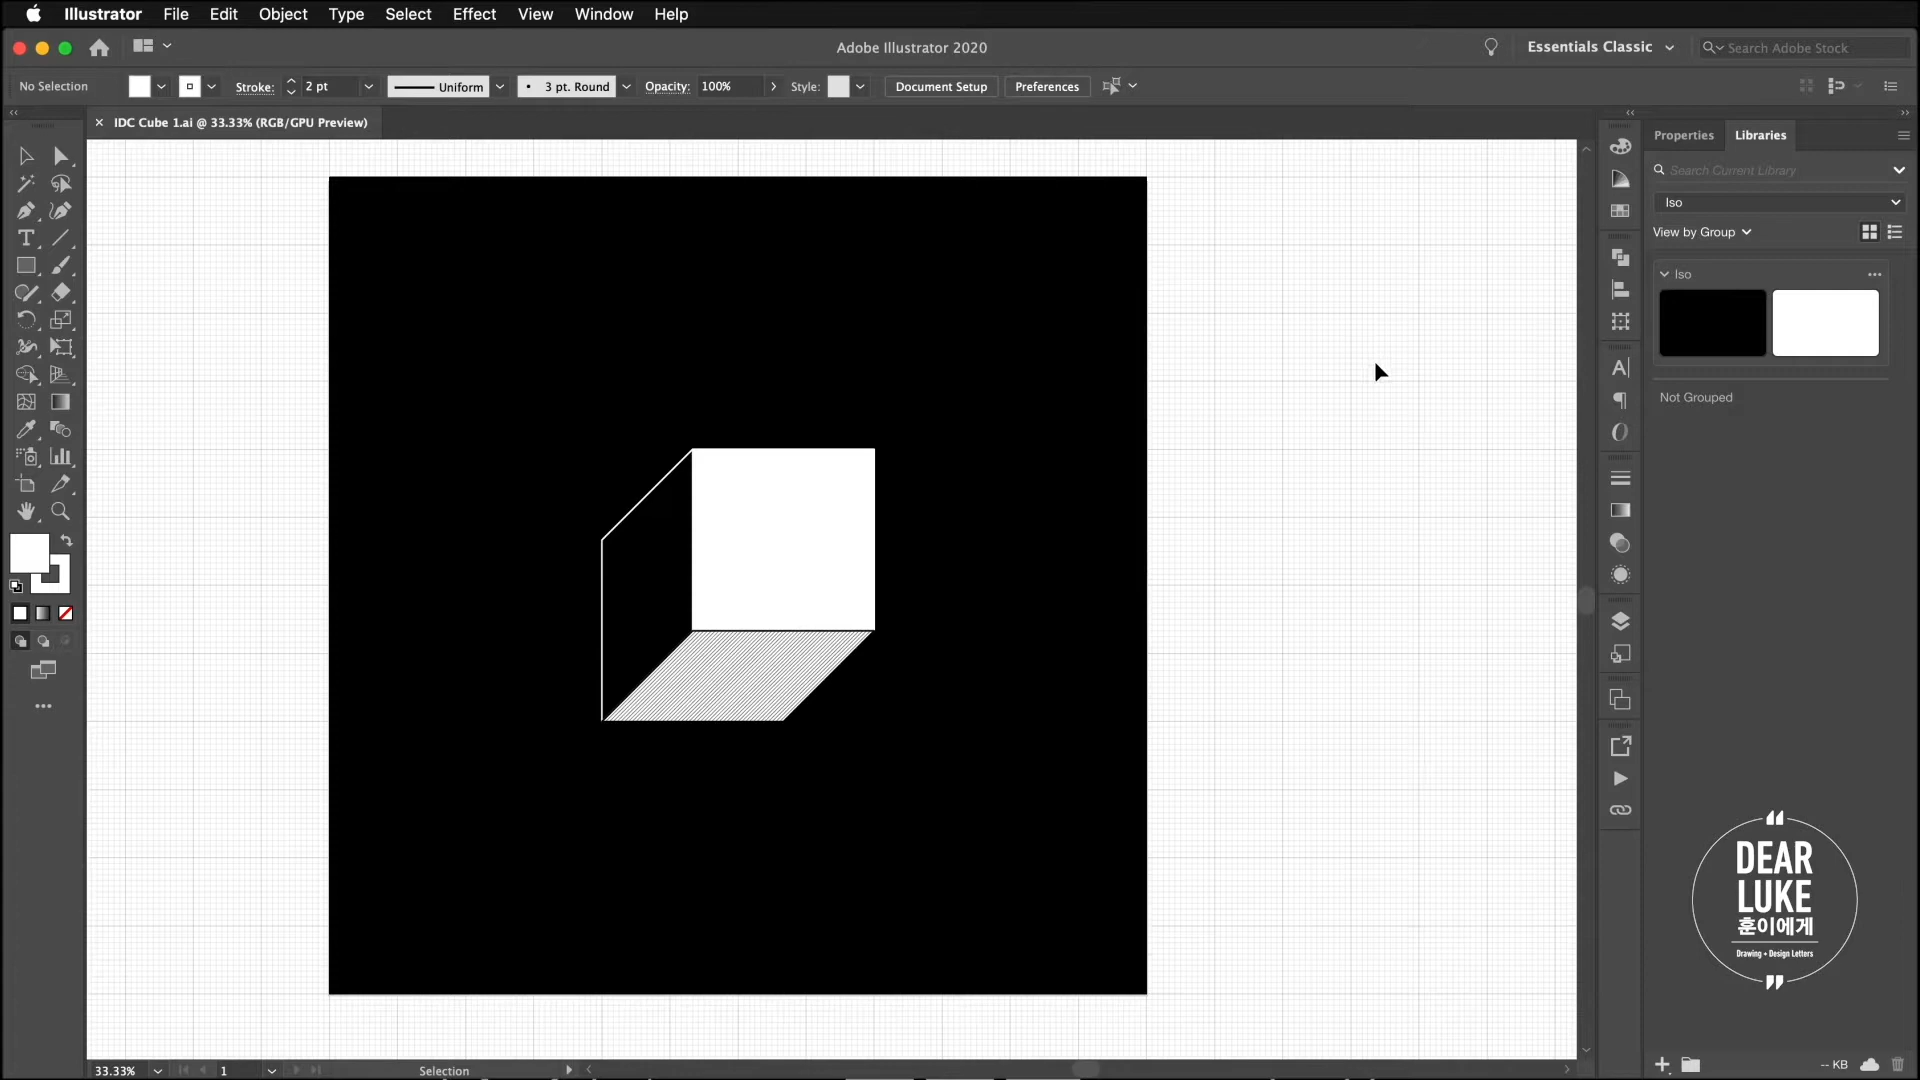 Illustrator File Edit Object Type Select Effect View Window Help
Adobe Illustrator 2020
Essentials Classic
Search Adobe Stock
No Selection
Stroke:
2 pt
Uniform
3 pt. Round
Opacity:
100%
Style:
Document Setup
Preferences
IDC Cube 1.ai @ 33.33% (RGB/GPU Preview)
Properties
Libraries
Search Current Library
Iso
View by Group
Iso
Not Grouped
DEAR
LUKE
훈이에게
Drawing + Design Letters
33.33%
1
Selection
-- KB